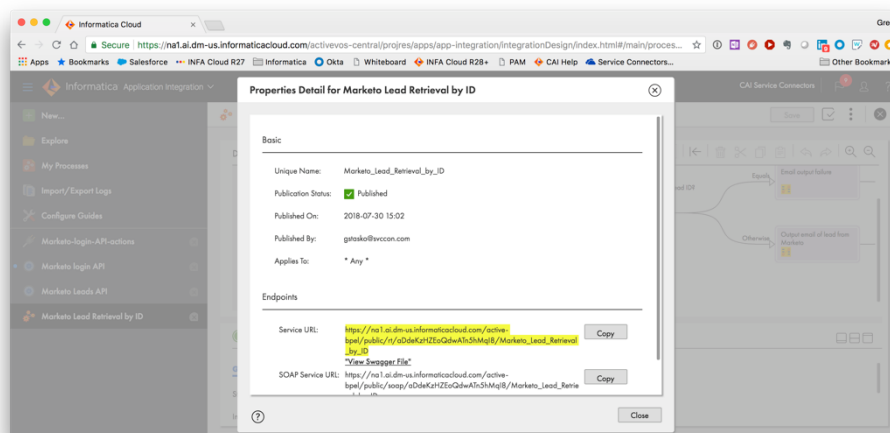 Informatica Cloud
Gre
Secure | https://na1.ai.dm-us.informaticacloud.com/activevos-central/projres/apps/app-integration/integrationDesign/index.html#/main/proces...
Apps Bookmarks Salesforce INFA Cloud R27 Informatica Okta Whiteboard INFA Cloud R28+ PAM CAI Help Service Connectors... Other Bookmark
Informatica Application Integration
CAI Service Connectors
Properties Detail for Marketo Lead Retrieval by ID
New...
Save
Explore
My Processes
Import/Export Logs
Configure Guides
Marketo-login-API-actions
Marketo login API
Marketo Leads API
Marketo Lead Retrieval by ID
Basic
Unique Name: Marketo_Lead_Retrieval_by_ID
Publication Status: Published
Published On: 2018-07-30 15:02
Published By: gstasko@svccon.com
Applies To: * Any *
Endpoints
Service URL: https://na1.ai.dm-us.informaticacloud.com/active-
bpel/public/rt/aDdeKzHZEoQdwATn5hMqI8/Marketo_Lead_Retrieval
_by_ID
Copy
"View Swagger File"
SOAP Service URL: https://na1.ai.dm-us.informaticacloud.com/active-
bpel/public/soap/aDdeKzHZEoQdwATn5hMqI8/Marketo_Lead_Retrie
Copy
Close
Equals
Email output failure
Otherwise
Output email of lead from
Marketo